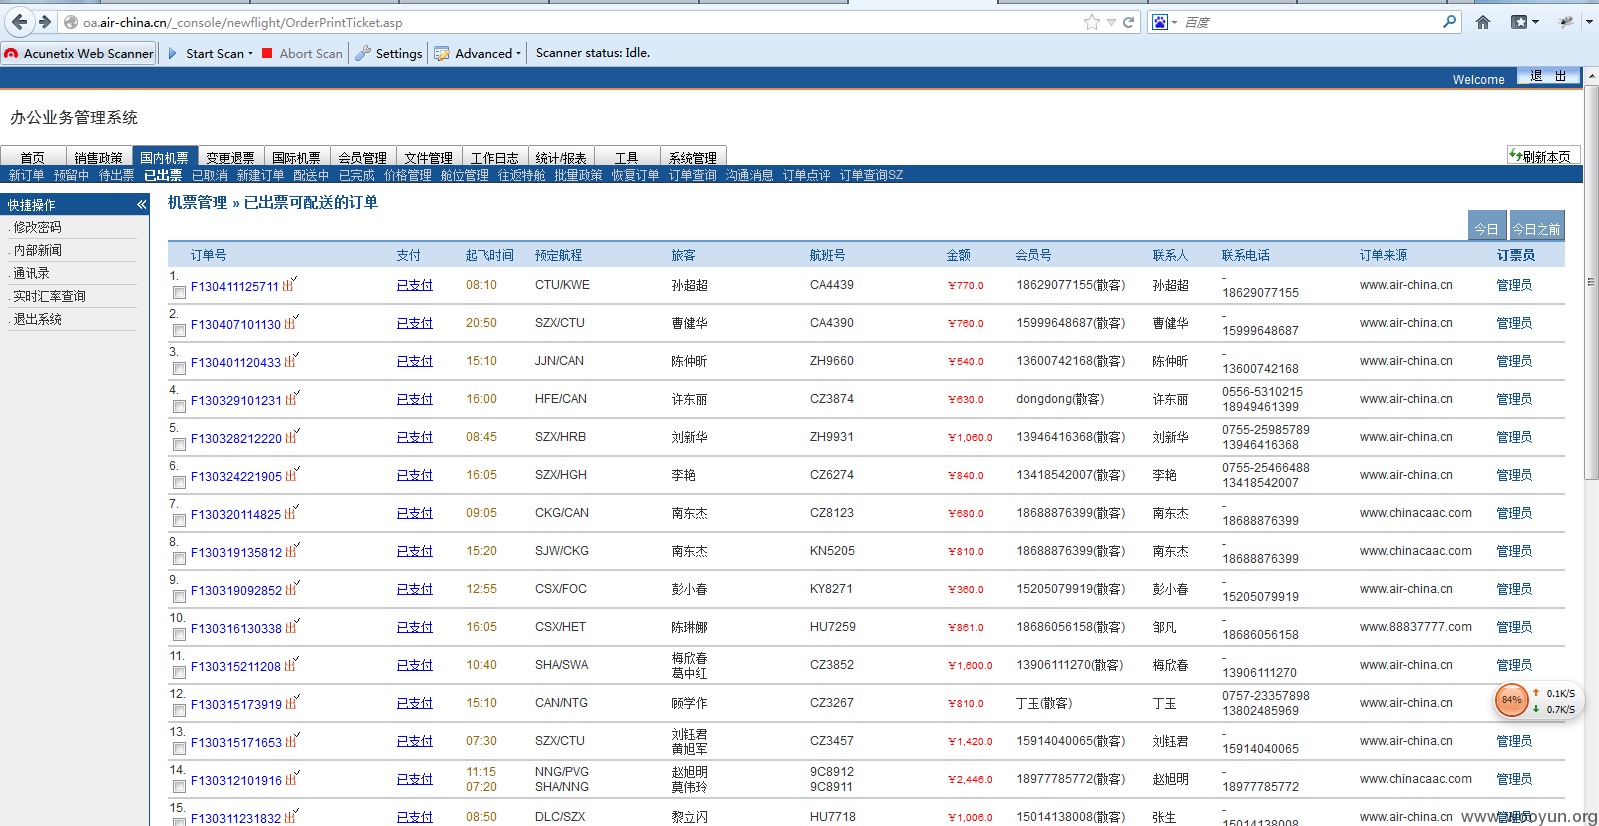 oa.air-china.cn/_console/newflight/OrderPrintTicket.asp 百度
Acunetix Web Scanner Start Scan Abort Scan Settings Advanced Scanner status: Idle.
Welcome 退 出
办公业务管理系统
首页 销售政策 国内机票 变更退票 国际机票 会员管理 文件管理 工作日志 统计/报表 工具 系统管理 刷新本页
新订单 预留中 待出票 已出票 已取消 新建订单 配送中 已完成 价格管理 舱位管理 往返特舱 批量政策 恢复订单 订单查询 沟通消息 订单点评 订单查询SZ
快捷操作 «
. 修改密码
. 内部新闻
. 通讯录
. 实时汇率查询
. 退出系统
机票管理 » 已出票可配送的订单
今日 今日之前
订单号 支付 起飞时间 预定航程 旅客 航班号 金额 会员号 联系人 联系电话 订单来源 订票员
1. F130411125711 出 已支付 08:10 CTU/KWE 孙超超 CA4439 ¥770.0 18629077155(散客) 孙超超 - 18629077155 www.air-china.cn 管理员
2. F130407101130 出 已支付 20:50 SZX/CTU 曹健华 CA4390 ¥760.0 15999648687(散客) 曹健华 - 15999648687 www.air-china.cn 管理员
3. F130401120433 出 已支付 15:10 JJN/CAN 陈仲昕 ZH9660 ¥540.0 13600742168(散客) 陈仲昕 - 13600742168 www.air-china.cn 管理员
4. F130329101231 出 已支付 16:00 HFE/CAN 许东丽 CZ3874 ¥630.0 dongdong(散客) 许东丽 0556-5310215 18949461399 www.air-china.cn 管理员
5. F130328212220 出 已支付 08:45 SZX/HRB 刘新华 ZH9931 ¥1,060.0 13946416368(散客) 刘新华 0755-25985789 13946416368 www.air-china.cn 管理员
6. F130324221905 出 已支付 16:05 SZX/HGH 李艳 CZ6274 ¥840.0 13418542007(散客) 李艳 0755-25466488 13418542007 www.air-china.cn 管理员
7. F130320114825 出 已支付 09:05 CKG/CAN 南东杰 CZ8123 ¥680.0 18688876399(散客) 南东杰 - 18688876399 www.chinacaac.com 管理员
8. F130319135812 出 已支付 15:20 SJW/CKG 南东杰 KN5205 ¥810.0 18688876399(散客) 南东杰 - 18688876399 www.chinacaac.com 管理员
9. F130319092852 出 已支付 12:55 CSX/FOC 彭小春 KY8271 ¥360.0 15205079919(散客) 彭小春 - 15205079919 www.air-china.cn 管理员
10. F130316130338 出 已支付 16:05 CSX/HET 陈琳娜 HU7259 ¥861.0 18686056158(散客) 邹凡 - 18686056158 www.88837777.com 管理员
11. F130315211208 出 已支付 10:40 SHA/SWA 梅欣春 葛中红 CZ3852 ¥1,600.0 13906111270(散客) 梅欣春 - 13906111270 www.air-china.cn 管理员
12. F130315173919 出 已支付 15:10 CAN/NTG 顾学作 CZ3267 ¥810.0 丁玉(散客) 丁玉 0757-23357898 13802485969 www.air-china.cn 管理员
13. F130315171653 出 已支付 07:30 SZX/CTU 刘钰君 黄旭军 CZ3457 ¥1,420.0 15914040065(散客) 刘钰君 - 15914040065 www.air-china.cn 管理员
14. F130312101916 出 已支付 11:15 07:20 NNG/PVG SHA/NNG 赵旭明 莫伟玲 9C8912 9C8911 ¥2,446.0 18977785772(散客) 赵旭明 - 18977785772 www.chinacaac.com 管理员
15. F130311231832 出 已支付 08:50 DLC/SZX 黎立闪 HU7718 ¥1,006.0 15014138008(散客) 张生 - 15014138008 www.air-china.cn 管理员
84% 0.1K/S
0.7K/S
www.wooyun.org